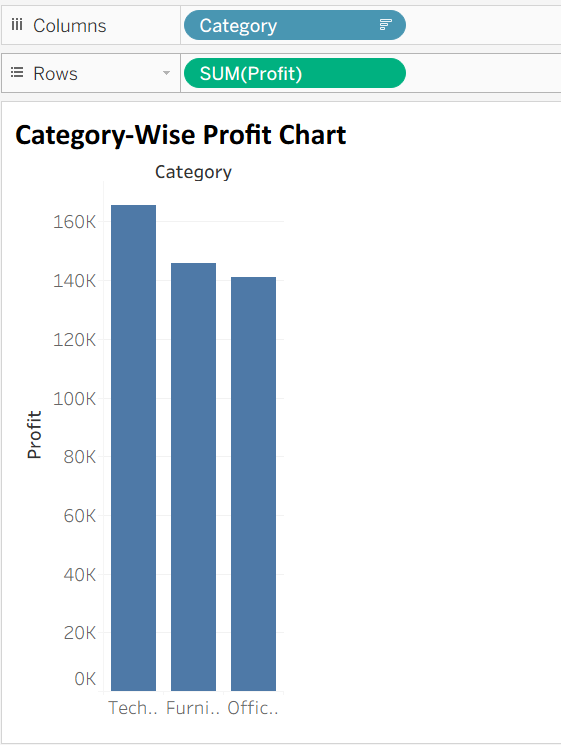 Columns
Category
Rows
SUM(Profit)
Category-Wise Profit Chart
Category
160K
140K
120K
100K
80K
60K
40K
20K
0K
Profit
Tech.. Furni.. Offic..